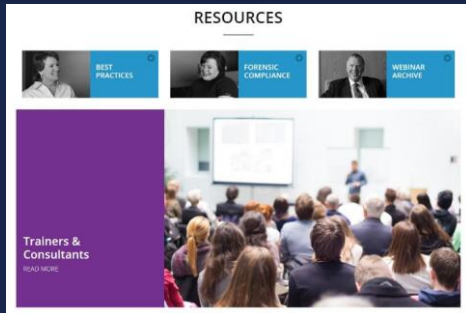 RESOURCES
BEST
PRACTICES
FORENSIC
COMPLIANCE
WEBINAR
ARCHIVE
Trainers &
Consultants
READ MORE